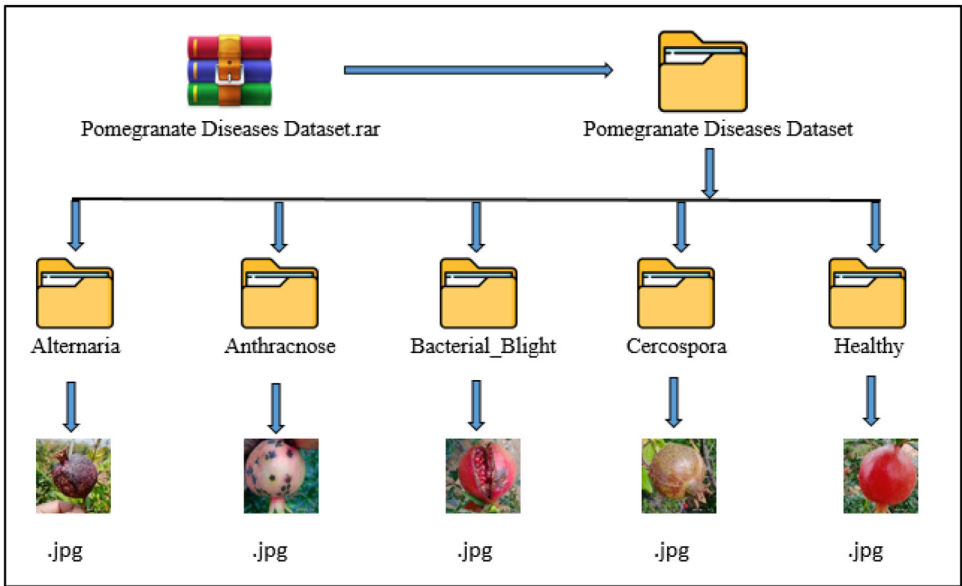 Pomegranate Diseases Dataset.rar
Pomegranate Diseases Dataset
Alternaria
Anthracnose
Bacterial_Blight
Cercospora
Healthy
.jpg
.jpg
.jpg
.jpg
.jpg